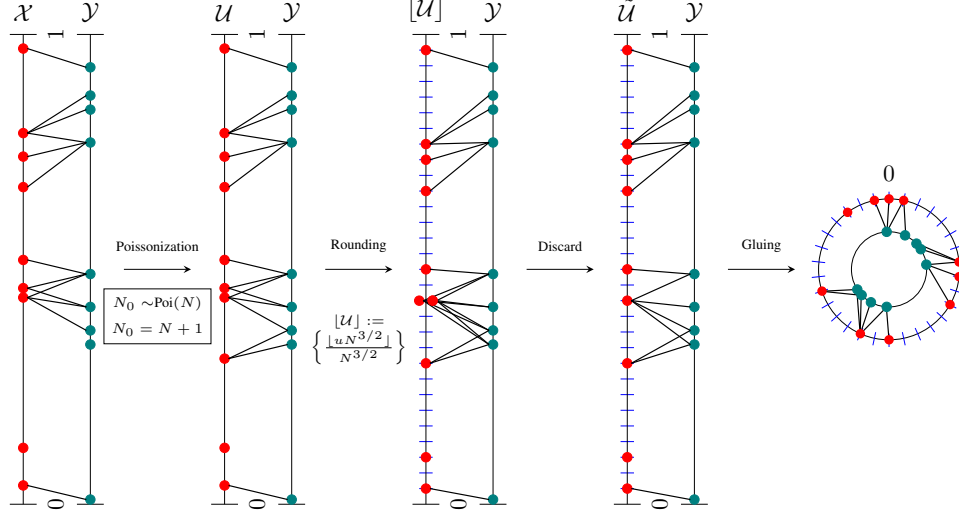 𝒳 𝒴 𝒰 𝒴 ⌊𝒰⌋ 𝒴 𝒰̃ 𝒴
1 1 1 1
0
Poissonization Rounding Discard Gluing
N₀ ∼Poi(N)
N₀ = N + 1
⌊𝒰⌋ :=
{⌊uN^{3/2}⌋ / N^{3/2}}
0 0 0 0